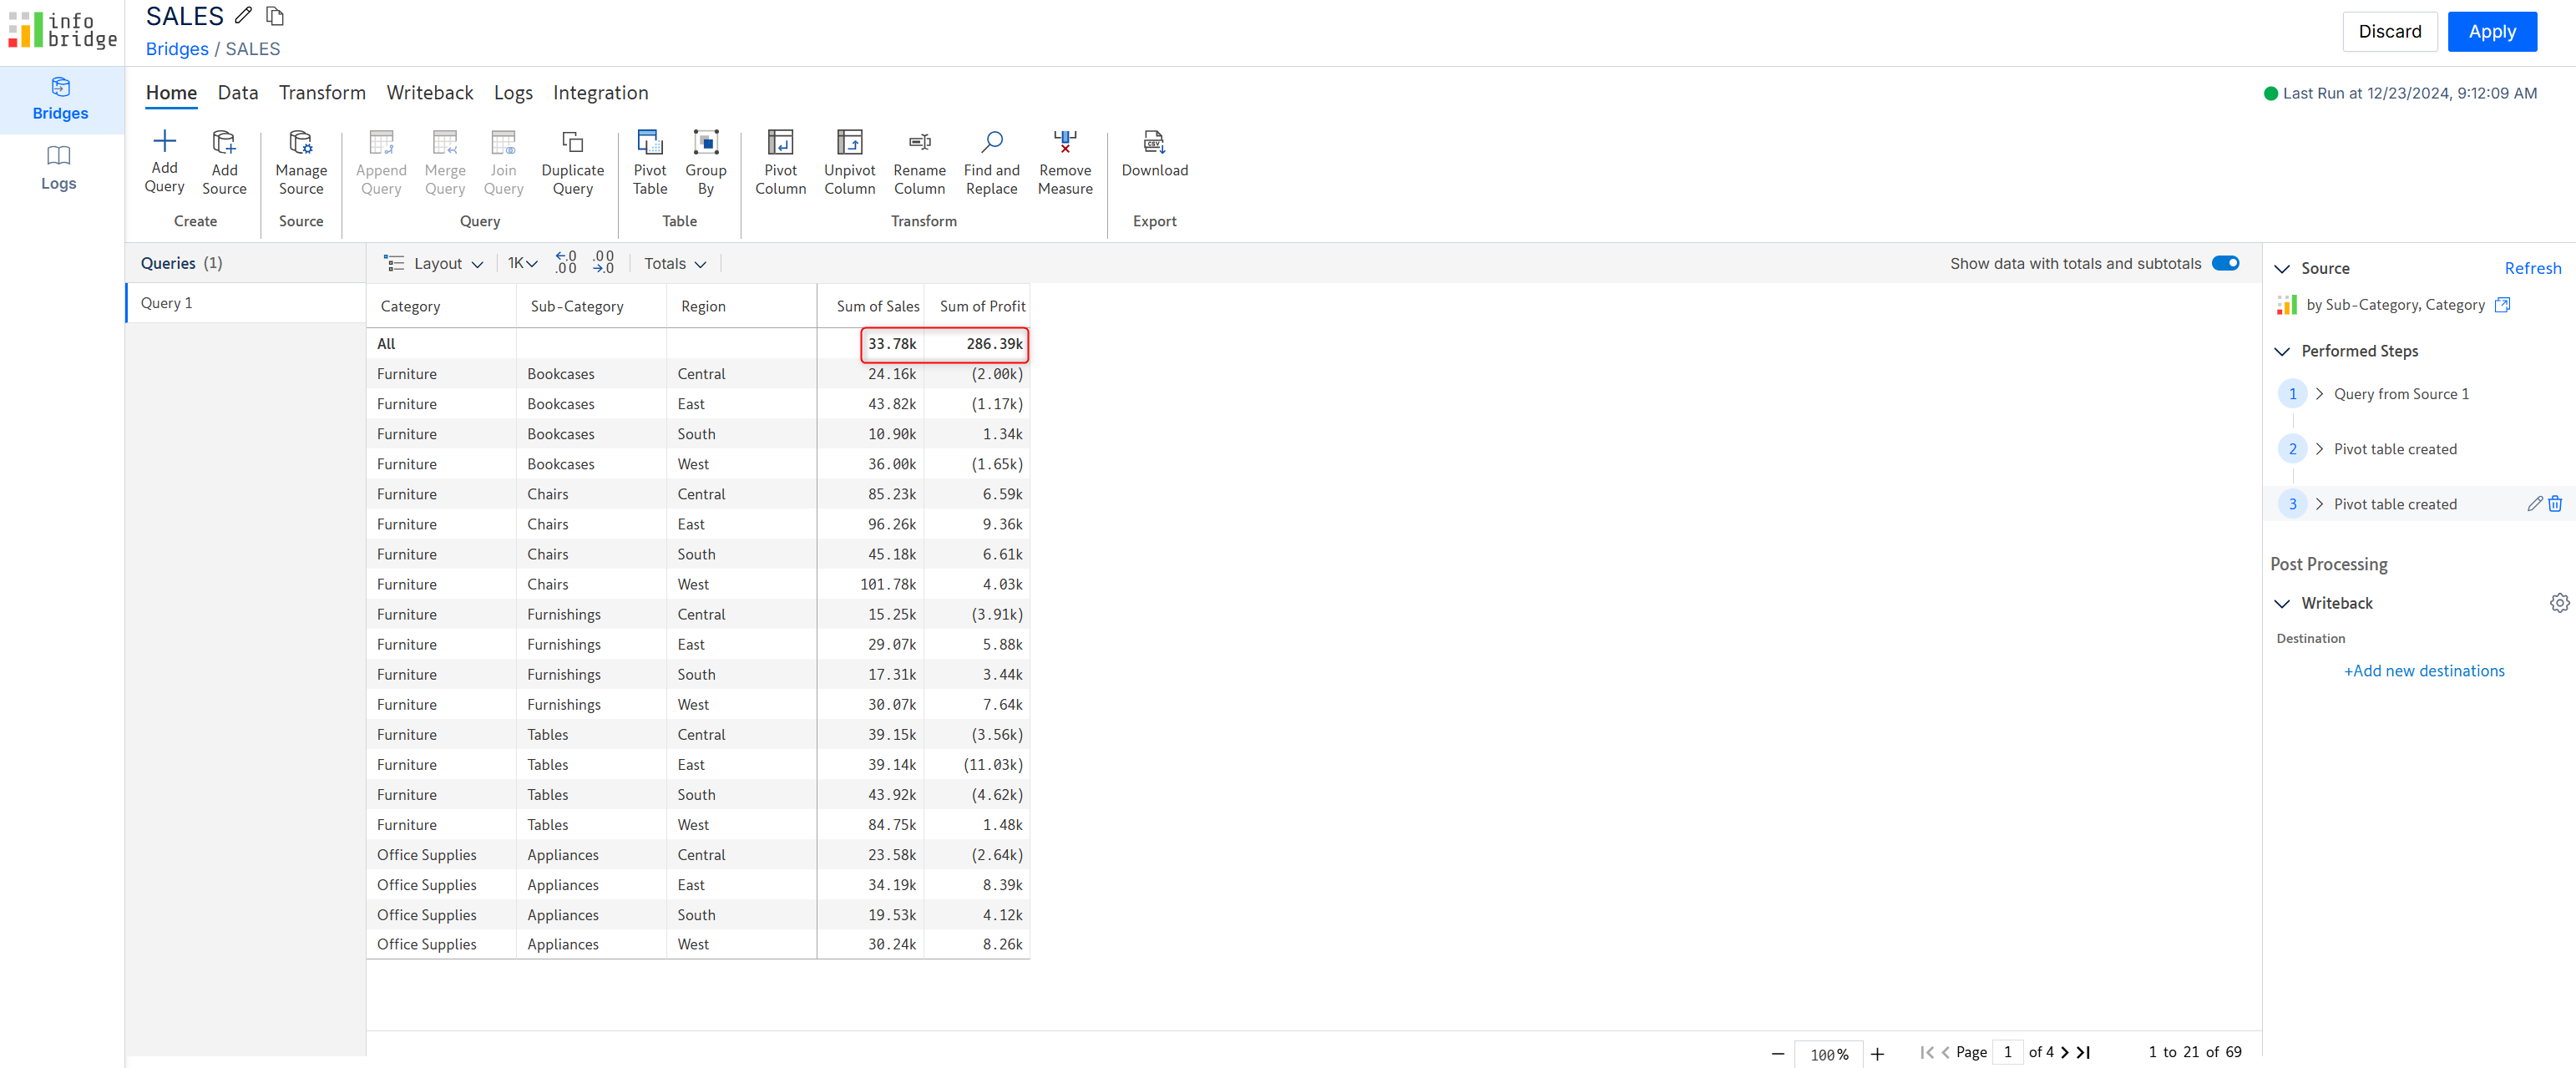 info
bridge
SALES
Bridges / SALES
Discard
Apply
Bridges
Logs
Home Data Transform Writeback Logs Integration
Last Run at 12/23/2024, 9:12:09 AM
Add Query
Add Source
Manage Source
Append Query
Merge Query
Join Query
Duplicate Query
Pivot Table
Group By
Pivot Column
Unpivot Column
Rename Column
Find and Replace
Remove Measure
CSV
Download
Create Source Query Table Transform Export
Queries (1)
Query 1
Layout 1K .0 .00 .00 .0 Totals
Show data with totals and subtotals
Category Sub-Category Region Sum of Sales Sum of Profit
All 33.78k 286.39k
Furniture Bookcases Central 24.16k (2.00k)
Furniture Bookcases East 43.82k (1.17k)
Furniture Bookcases South 10.90k 1.34k
Furniture Bookcases West 36.00k (1.65k)
Furniture Chairs Central 85.23k 6.59k
Furniture Chairs East 96.26k 9.36k
Furniture Chairs South 45.18k 6.61k
Furniture Chairs West 101.78k 4.03k
Furniture Furnishings Central 15.25k (3.91k)
Furniture Furnishings East 29.07k 5.88k
Furniture Furnishings South 17.31k 3.44k
Furniture Furnishings West 30.07k 7.64k
Furniture Tables Central 39.15k (3.56k)
Furniture Tables East 39.14k (11.03k)
Furniture Tables South 43.92k (4.62k)
Furniture Tables West 84.75k 1.48k
Office Supplies Appliances Central 23.58k (2.64k)
Office Supplies Appliances East 34.19k 8.39k
Office Supplies Appliances South 19.53k 4.12k
Office Supplies Appliances West 30.24k 8.26k
100%
Page 1 of 4
1 to 21 of 69
Source Refresh
by Sub-Category, Category
Performed Steps
1 Query from Source 1
2 Pivot table created
3 Pivot table created
Post Processing
Writeback
Destination
+Add new destinations